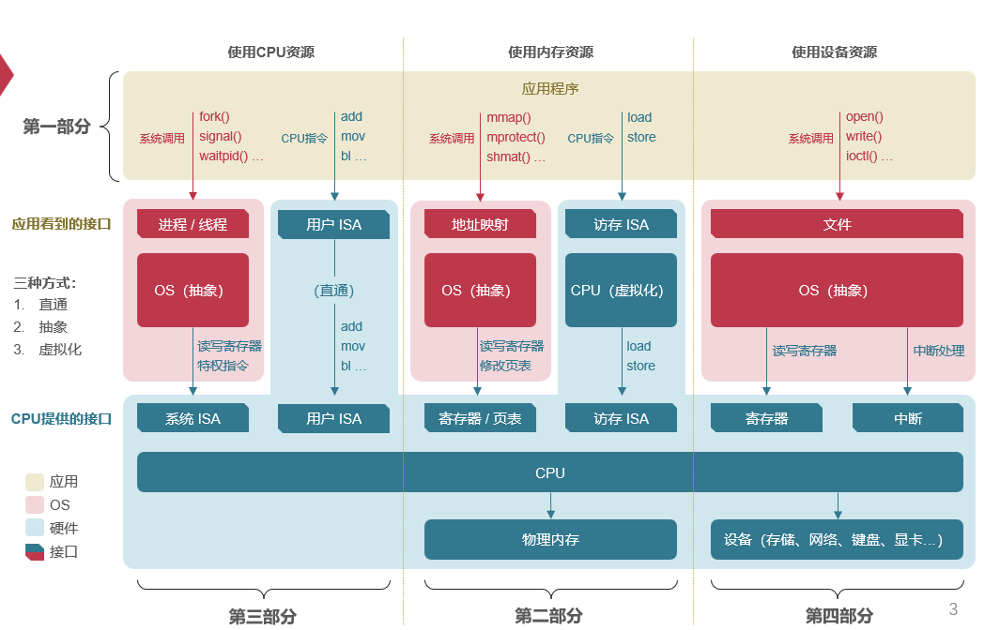 使用CPU资源
使用内存资源
使用设备资源
应用程序
第一部分
系统调用
fork()
signal()
waitpid() ...
CPU指令
add
mov
bl ...
系统调用
mmap()
mprotect()
shmat() ...
CPU指令
load
store
系统调用
open()
write()
ioctl() ...
应用看到的接口
进程 / 线程
用户 ISA
地址映射
访存 ISA
文件
三种方式：
1. 直通
2. 抽象
3. 虚拟化
OS（抽象）
（直通）
OS（抽象）
CPU（虚拟化）
OS（抽象）
读写寄存器
特权指令
add
mov
bl ...
读写寄存器
修改页表
load
store
读写寄存器
中断处理
CPU提供的接口
系统 ISA
用户 ISA
寄存器 / 页表
访存 ISA
寄存器
中断
CPU
物理内存
设备（存储、网络、键盘、显卡...）
应用
OS
硬件
接口
第三部分
第二部分
第四部分
3